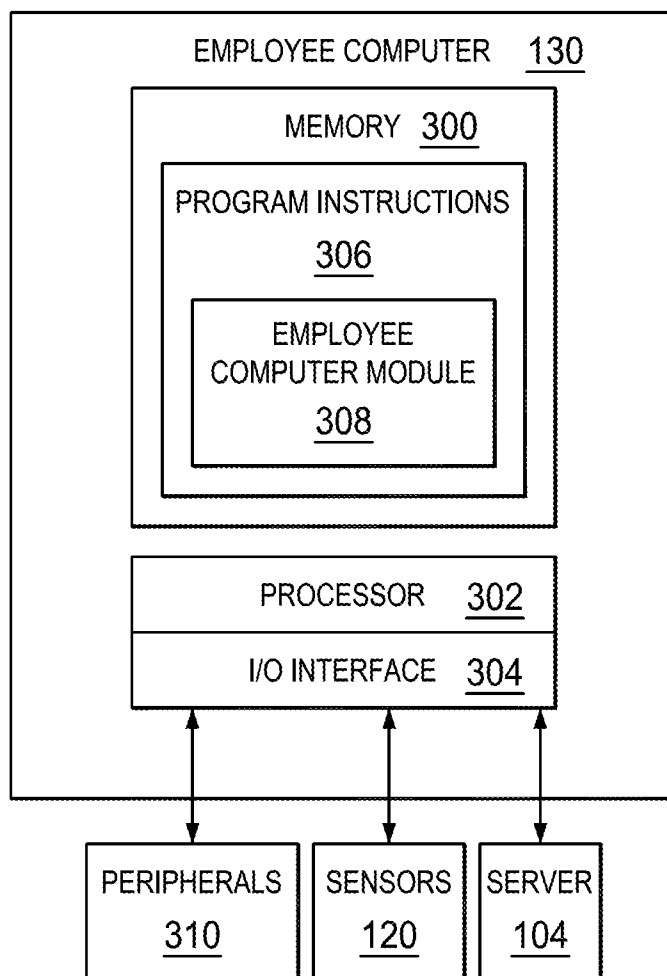 EMPLOYEE COMPUTER 130
MEMORY 300
PROGRAM INSTRUCTIONS
306
EMPLOYEE
COMPUTER MODULE
308
PROCESSOR 302
I/O INTERFACE 304
PERIPHERALS
310
SENSORS
120
SERVER
104